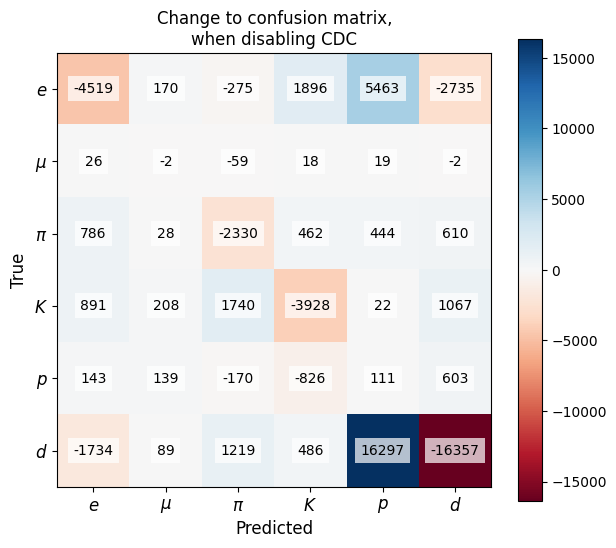 Change to confusion matrix,
when disabling CDC
e -4519 170 -275 1896 5463 -2735
μ 26 -2 -59 18 19 -2
π 786 28 -2330 462 444 610
K 891 208 1740 -3928 22 1067
p 143 139 -170 -826 111 603
d -1734 89 1219 486 16297 -16357
e μ π K p d
Predicted
True
15000
10000
5000
0
−5000
−10000
−15000